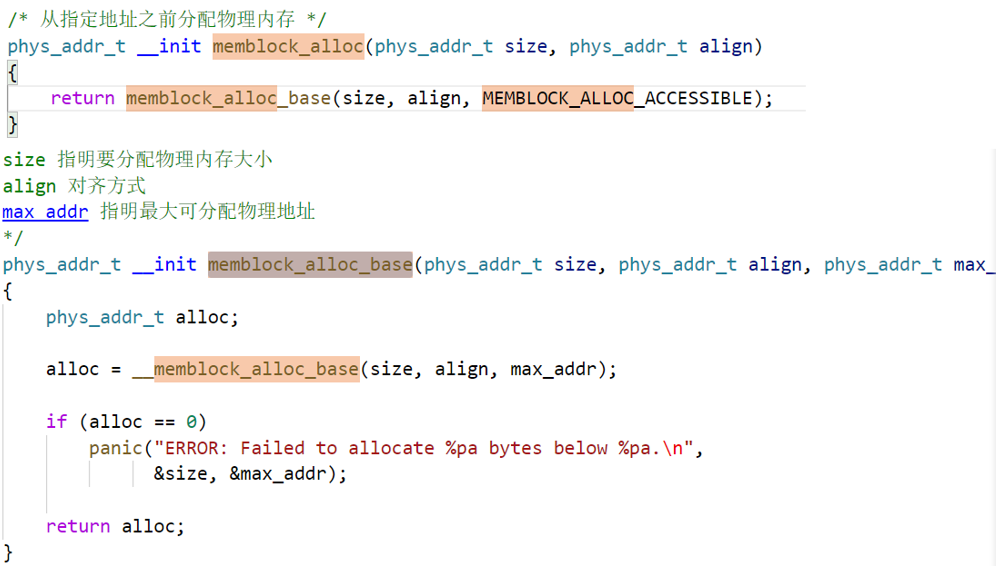 /* 从指定地址之前分配物理内存 */
phys_addr_t __init memblock_alloc(phys_addr_t size, phys_addr_t align)
{
    return memblock_alloc_base(size, align, MEMBLOCK_ALLOC_ACCESSIBLE);
}
size 指明要分配物理内存大小
align 对齐方式
max_addr 指明最大可分配物理地址
*/
phys_addr_t __init memblock_alloc_base(phys_addr_t size, phys_addr_t align, phys_addr_t max_
{
    phys_addr_t alloc;
    alloc = __memblock_alloc_base(size, align, max_addr);
    if (alloc == 0)
        panic("ERROR: Failed to allocate %pa bytes below %pa.\n",
              &size, &max_addr);
    return alloc;
}